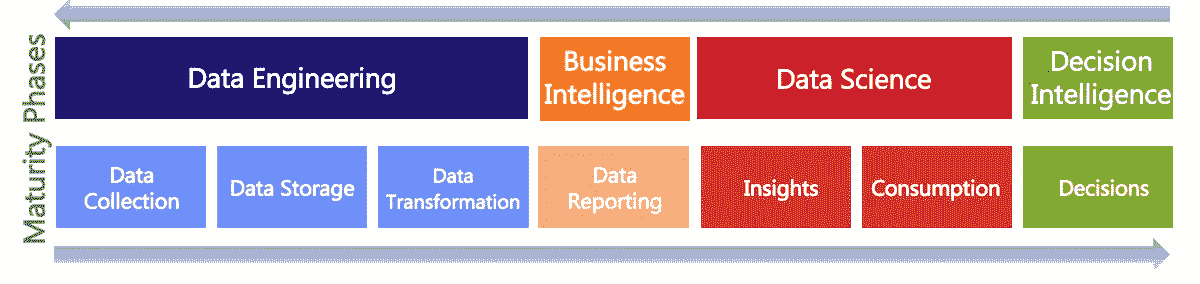 Maturity Phases
Data Engineering
Business
Intelligence
Data Science
Decision
Intelligence
Data
Collection
Data Storage
Data
Transformation
Data
Reporting
Insights
Consumption
Decisions